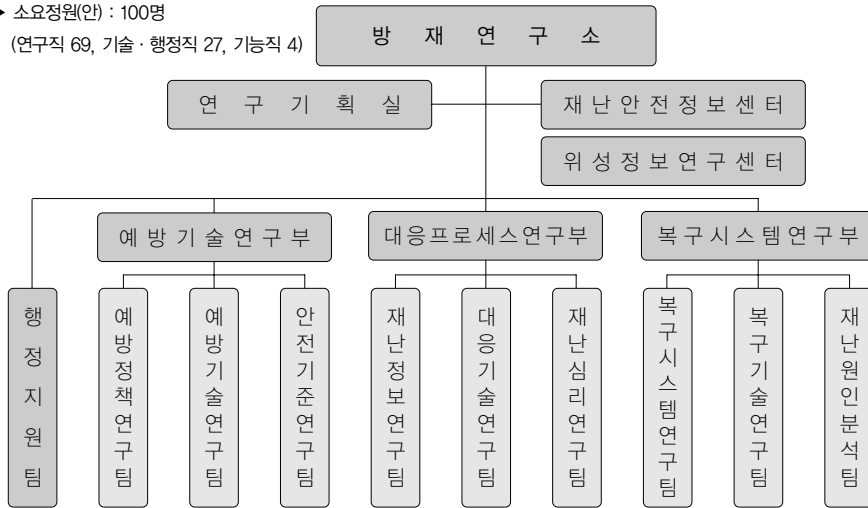 ▶ 소요정원(안) : 100명
(연구직 69, 기술 · 행정직 27, 기능직 4)
방 재 연 구 소
연 구 기 획 실
재난안전정보센터
위성정보연구센터
예방기술연구부
대응프로세스연구부
복구시스템연구부
행정지원팀
예방정책연구팀
예방기술연구팀
안전기준연구팀
재난정보연구팀
대응기술연구팀
재난심리연구팀
복구시스템연구팀
복구기술연구팀
재난원인분석팀